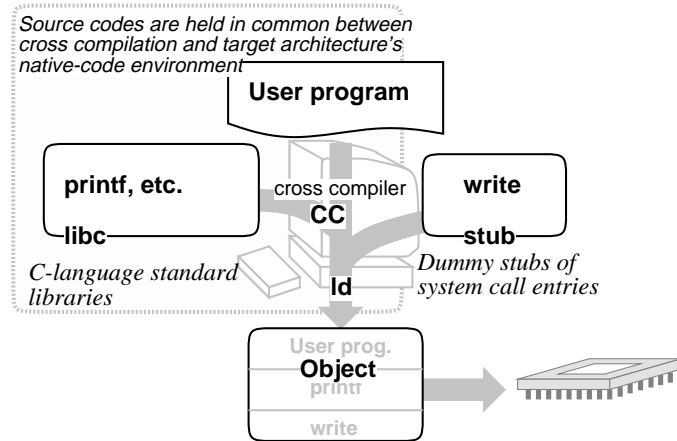 Source codes are held in common between
cross compilation and target architecture's
native-code environment
User program
printf, etc.
libc
C-language standard
libraries
cross compiler
CC
ld
write
stub
Dummy stubs of
system call entries
User prog.
Object
printf
write